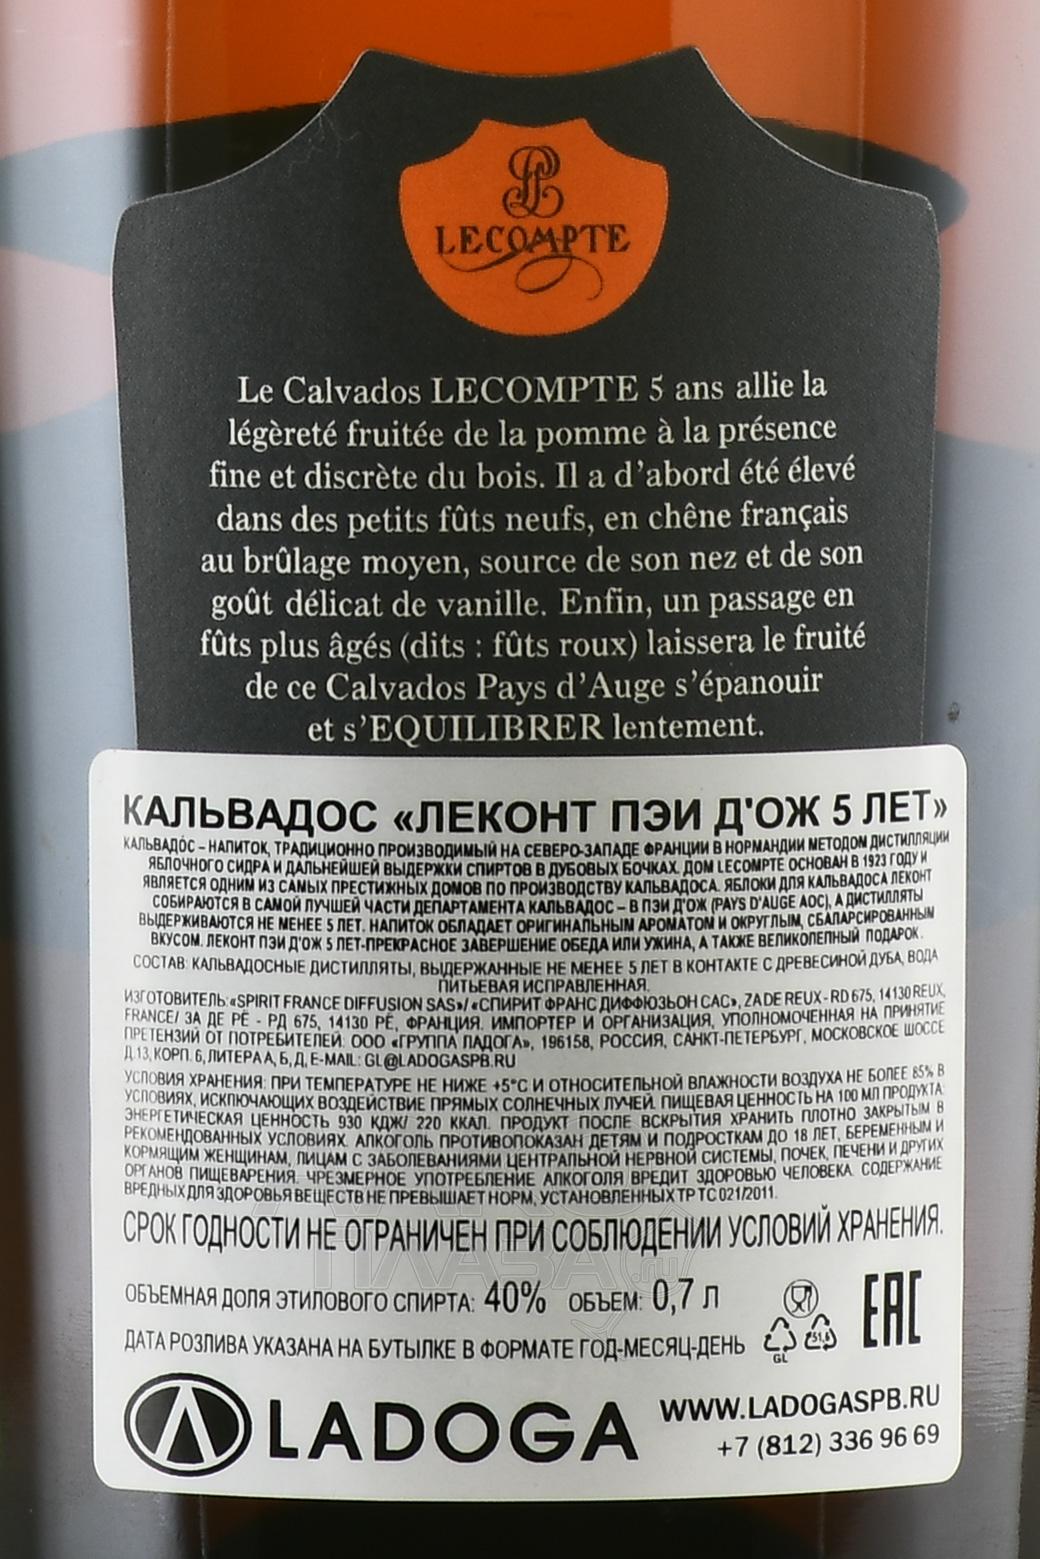 LECOMPTE
Le Calvados LECOMPTE 5 ans allie la
légèreté fruitée de la pomme à la présence
fine et discrète du bois. Il a d'abord été élevé
dans des petits fûts neufs, en chêne français
au brûlage moyen, source de son nez et de son
goût délicat de vanille. Enfin, un passage en
fûts plus âgés (dits : fûts roux) laissera le fruité
de ce Calvados Pays d'Auge s'épanouir
et s'EQUILIBRER lentement.
КАЛЬВАДОС «ЛЕКОНТ ПЭИ Д'ОЖ 5 ЛЕТ»
КАЛЬВАДОС – НАПИТОК, ТРАДИЦИОННО ПРОИЗВОДИМЫЙ НА СЕВЕРО-ЗАПАДЕ ФРАНЦИИ В НОРМАНДИИ МЕТОДОМ ДИСТИЛЛЯЦИИ
ЯБЛОЧНОГО СИДРА И ДАЛЬНЕЙШЕЙ ВЫДЕРЖКИ СПИРТОВ В ДУБОВЫХ БОЧКАХ. ДОМ LECOMPTE ОСНОВАН В 1923 ГОДУ И
ЯВЛЯЕТСЯ ОДНИМ ИЗ САМЫХ ПРЕСТИЖНЫХ ДОМОВ ПО ПРОИЗВОДСТВУ КАЛЬВАДОСА. ЯБЛОКИ ДЛЯ КАЛЬВАДОСА ЛЕКОНТ
СОБИРАЮТСЯ В САМОЙ ЛУЧШЕЙ ЧАСТИ ДЕПАРТАМЕНТА КАЛЬВАДОС – В ПЭИ Д'ОЖ (PAYS D'AUGE AOC), А ДИСТИЛЛЯТЫ
ВЫДЕРЖИВАЮТСЯ НЕ МЕНЕЕ 5 ЛЕТ. НАПИТОК ОБЛАДАЕТ ОРИГИНАЛЬНЫМ АРОМАТОМ И ОКРУГЛЫМ, СБАЛАРСИРОВАННЫМ
ВКУСОМ. ЛЕКОНТ ПЭИ Д'ОЖ 5 ЛЕТ-ПРЕКРАСНОЕ ЗАВЕРШЕНИЕ ОБЕДА ИЛИ УЖИНА, А ТАКЖЕ ВЕЛИКОЛЕПНЫЙ ПОДАРОК.
СОСТАВ: КАЛЬВАДОСНЫЕ ДИСТИЛЛЯТЫ, ВЫДЕРЖАННЫЕ НЕ МЕНЕЕ 5 ЛЕТ В КОНТАКТЕ С ДРЕВЕСИНОЙ ДУБА, ВОДА
ПИТЬЕВАЯ ИСПРАВЛЕННАЯ.
ИЗГОТОВИТЕЛЬ: «SPIRIT FRANCE DIFFUSION SAS»/ «СПИРИТ ФРАНС ДИФФЮЗЬОН САС», ZA DE REUX - RD 675, 14130 REUX,
FRANCE/ ЗА ДЕ РЁ - РД 675, 14130 РЁ, ФРАНЦИЯ. ИМПОРТЕР И ОРГАНИЗАЦИЯ, УПОЛНОМОЧЕННАЯ НА ПРИНЯТИЕ
ПРЕТЕНЗИЙ ОТ ПОТРЕБИТЕЛЕЙ: ООО «ГРУППА ЛАДОГА», 196158, РОССИЯ, САНКТ-ПЕТЕРБУРГ, МОСКОВСКОЕ ШОССЕ
Д.13, КОРП. 6, ЛИТЕРА А, Б, Д, E-MAIL: GL@LADOGASPB.RU
УСЛОВИЯ ХРАНЕНИЯ: ПРИ ТЕМПЕРАТУРЕ НЕ НИЖЕ +5°C И ОТНОСИТЕЛЬНОЙ ВЛАЖНОСТИ ВОЗДУХА НЕ БОЛЕЕ 85% В
УСЛОВИЯХ, ИСКЛЮЧАЮЩИХ ВОЗДЕЙСТВИЕ ПРЯМЫХ СОЛНЕЧНЫХ ЛУЧЕЙ. ПИЩЕВАЯ ЦЕННОСТЬ НА 100 МЛ ПРОДУКТА:
ЭНЕРГЕТИЧЕСКАЯ ЦЕННОСТЬ 930 КДЖ/ 220 ККАЛ. ПРОДУКТ ПОСЛЕ ВСКРЫТИЯ ХРАНИТЬ ПЛОТНО ЗАКРЫТЫМ В
РЕКОМЕНДОВАННЫХ УСЛОВИЯХ. АЛКОГОЛЬ ПРОТИВОПОКАЗАН ДЕТЯМ И ПОДРОСТКАМ ДО 18 ЛЕТ, БЕРЕМЕННЫМ И
КОРМЯЩИМ ЖЕНЩИНАМ, ЛИЦАМ С ЗАБОЛЕВАНИЯМИ ЦЕНТРАЛЬНОЙ НЕРВНОЙ СИСТЕМЫ, ПОЧЕК, ПЕЧЕНИ И ДРУГИХ
ОРГАНОВ ПИЩЕВАРЕНИЯ. ЧРЕЗМЕРНОЕ УПОТРЕБЛЕНИЕ АЛКОГОЛЯ ВРЕДИТ ЗДОРОВЬЮ ЧЕЛОВЕКА. СОДЕРЖАНИЕ
ВРЕДНЫХ ДЛЯ ЗДОРОВЬЯ ВЕЩЕСТВ НЕ ПРЕВЫШАЕТ НОРМ, УСТАНОВЛЕННЫХ ТР ТС 021/2011.
СРОК ГОДНОСТИ НЕ ОГРАНИЧЕН ПРИ СОБЛЮДЕНИИ УСЛОВИЙ ХРАНЕНИЯ.
ОБЪЕМНАЯ ДОЛЯ ЭТИЛОВОГО СПИРТА: 40% ОБЪЕМ: 0,7 Л
ДАТА РОЗЛИВА УКАЗАНА НА БУТЫЛКЕ В ФОРМАТЕ ГОД-МЕСЯЦ-ДЕНЬ
GL
EAC
LADOGA
WWW.LADOGASPB.RU
+7 (812) 336 96 69